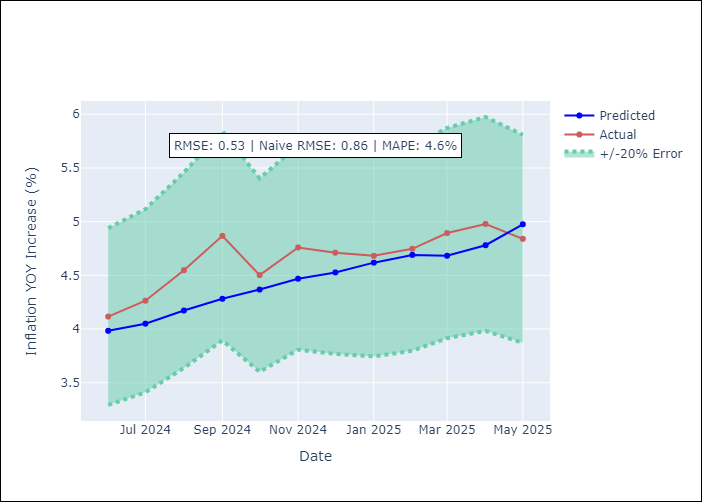 Predicted
Actual
+/-20% Error
RMSE: 0.53 | Naive RMSE: 0.86 | MAPE: 4.6%
6
5.5
5
4.5
4
3.5
Inflation YOY Increase (%)
Jul 2024 Sep 2024 Nov 2024 Jan 2025 Mar 2025 May 2025
Date